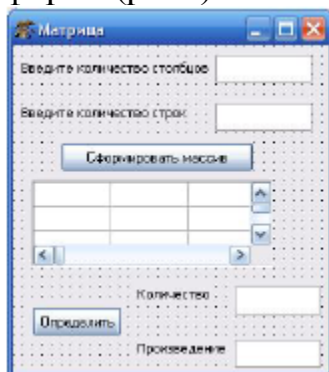 Матрица
Введите количество столбцов
Введите количество строк
Сформировать массив
Количество
Определить
Произведение